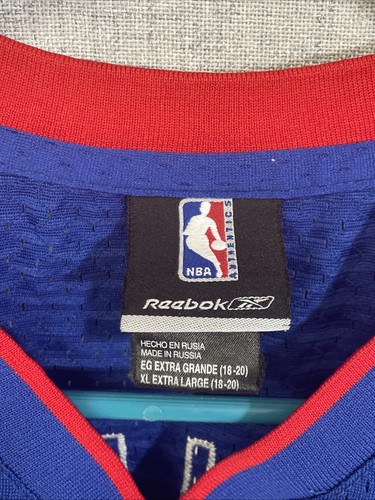 NBA
AUTHENTICS
Reebok
HECHO EN RUSIA
MADE IN RUSSIA
EG EXTRA GRANDE (18-20)
XL EXTRA LARGE (18-20)